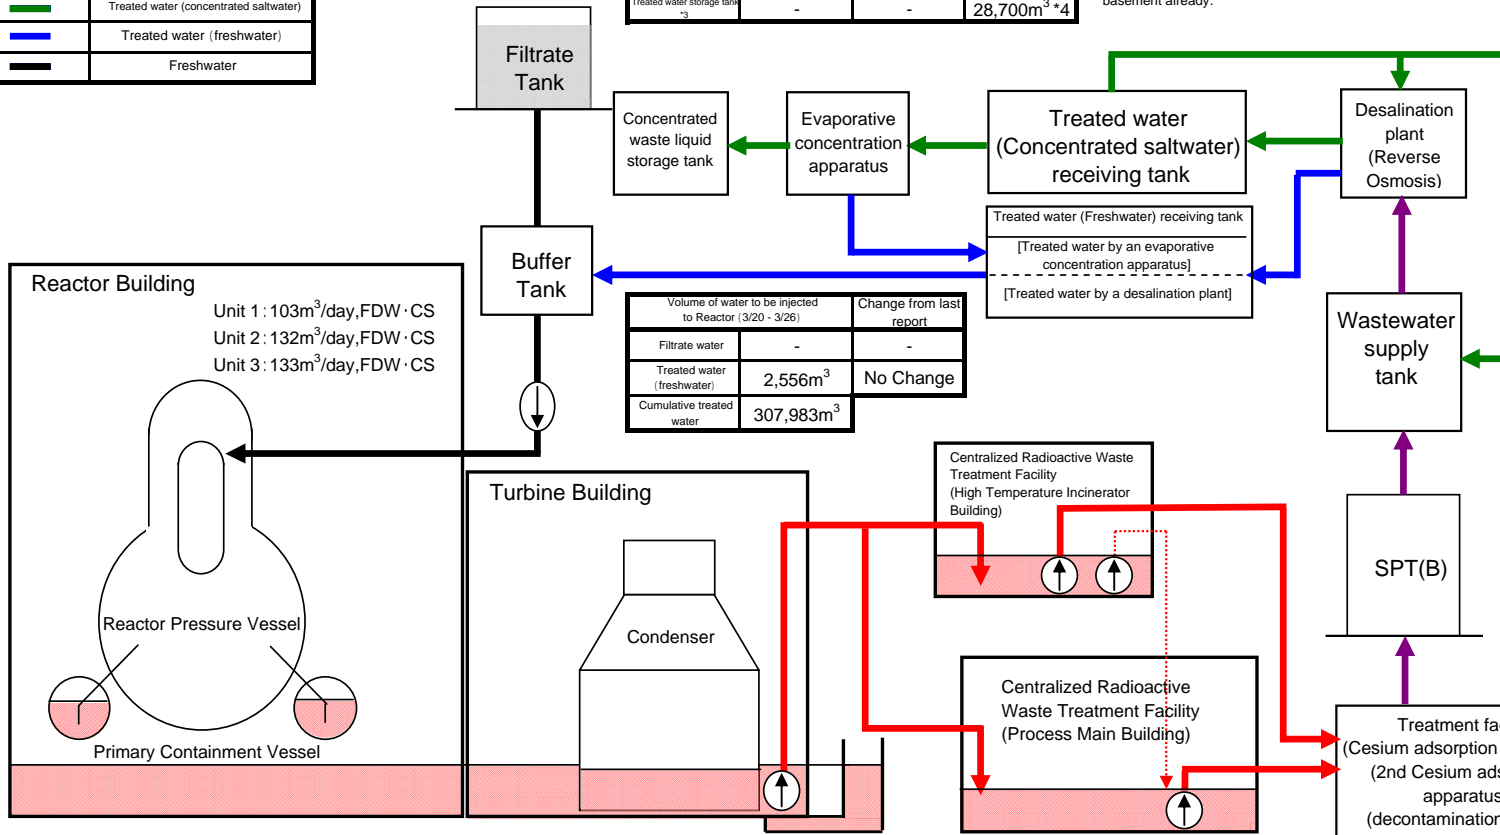 Treated water (concentrated saltwater)
Treated water (freshwater)
Freshwater
Treated water storage tank
*3
-
-
28,700m³ *4
basement already.
Filtrate
Tank
Concentrated
waste liquid
storage tank
Evaporative
concentration
apparatus
Treated water
(Concentrated saltwater)
receiving tank
Desalination
plant
(Reverse
Osmosis)
Treated water (Freshwater) receiving tank
[Treated water by an evaporative
concentration apparatus]
[Treated water by a desalination plant]
Buffer
Tank
Reactor Building
Unit 1:103m³/day,FDW・CS
Unit 2:132m³/day,FDW・CS
Unit 3:133m³/day,FDW・CS
Volume of water to be injected
to Reactor (3/20 - 3/26)
Change from last
report
Filtrate water
-
-
Treated water
(freshwater)
2,556m³
No Change
Cumulative treated
water
307,983m³
Wastewater
supply
tank
Centralized Radioactive Waste
Treatment Facility
(High Temperature Incinerator
Building)
Turbine Building
Condenser
SPT(B)
Reactor Pressure Vessel
Primary Containment Vessel
Centralized Radioactive
Waste Treatment Facility
(Process Main Building)
Treatment fa
(Cesium adsorption
(2nd Cesium ads
apparatus
(decontamination